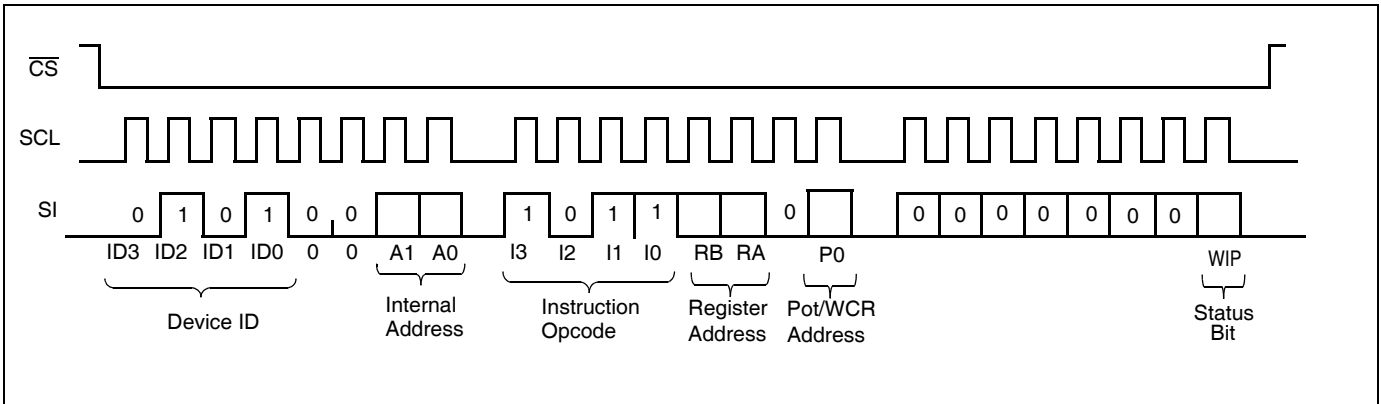 CS
SCL
SI
0 1 0 1 0 0 1 0 1 1 0 0 0 0 0 0 0 0
ID3 ID2 ID1 ID0 0 0 A1 A0 I3 I2 I1 I0 RB RA P0 WIP
Device ID
Internal
Address
Instruction
Opcode
Register
Address
Pot/WCR
Address
Status
Bit